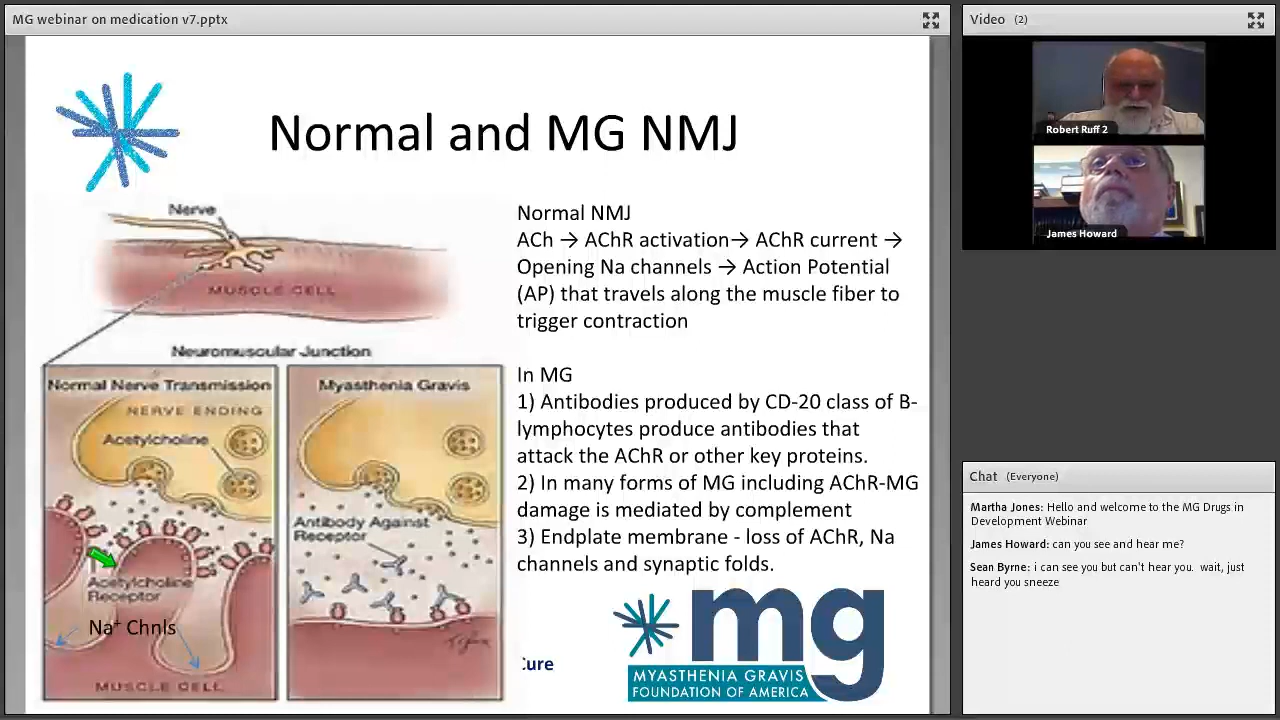 MG webinar on medication v7.pptx
Normal and MG NMJ
Nerve
MUSCLE CELL
Neuromuscular Junction
Normal Nerve Transmission
NERVE ENDING
Acetylcholine
Acetylcholine
Receptor
Na+ Chnls
MUSCLE CELL
Myasthenia Gravis
Antibody Against
Receptor
Normal NMJ
ACh → AChR activation→ AChR current →
Opening Na channels → Action Potential
(AP) that travels along the muscle fiber to
trigger contraction
In MG
1) Antibodies produced by CD-20 class of B-
lymphocytes produce antibodies that
attack the AChR or other key proteins.
2) In many forms of MG including AChR-MG
damage is mediated by complement
3) Endplate membrane - loss of AChR, Na
channels and synaptic folds.
Cure
mg
MYASTHENIA GRAVIS
FOUNDATION OF AMERICA
Video (2)
Robert Ruff 2
James Howard
Chat (Everyone)
Martha Jones: Hello and welcome to the MG Drugs in
Development Webinar
James Howard: can you see and hear me?
Sean Byrne: i can see you but can't hear you. wait, just
heard you sneeze